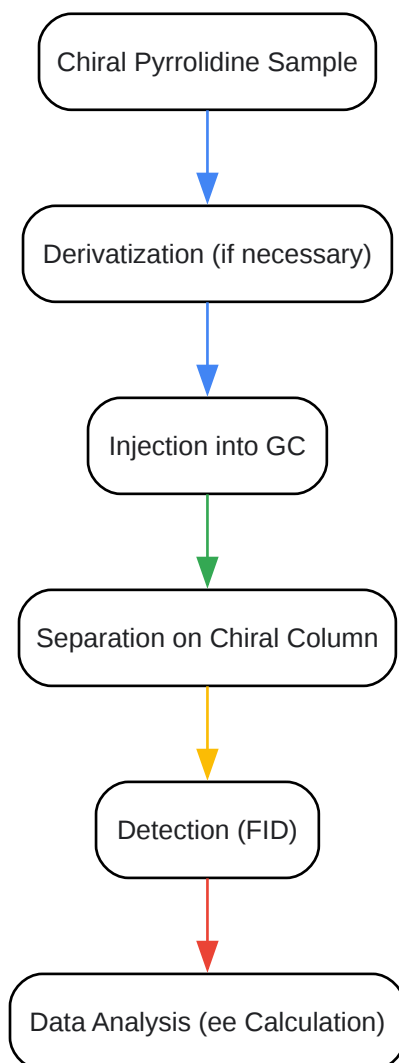 Chiral Pyrrolidine Sample
Derivatization (if necessary)
Injection into GC
Separation on Chiral Column
Detection (FID)
Data Analysis (ee Calculation)